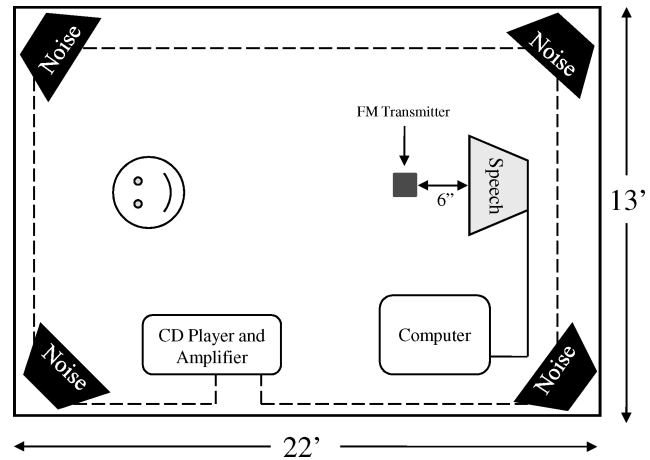 Noise
Noise
FM Transmitter
Speech
6”
13’
CD Player and
Amplifier
Computer
Noise
Noise
22’